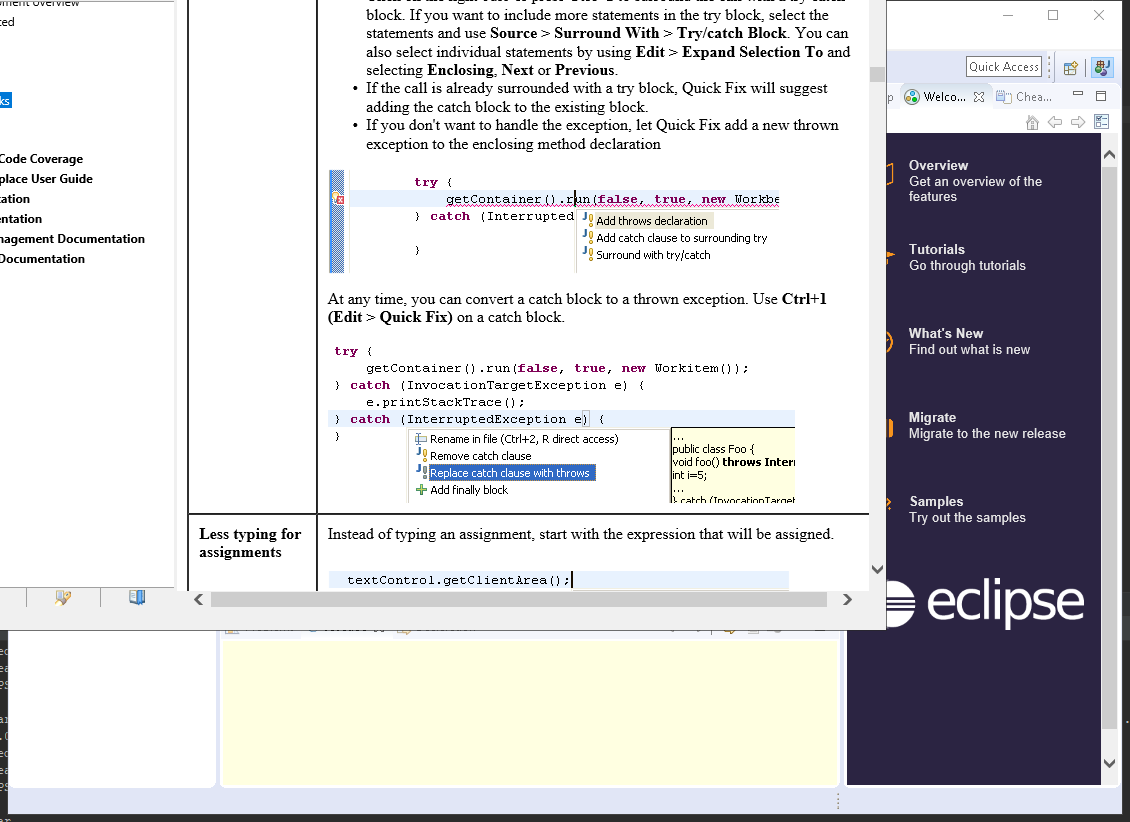 block. If you want to include more statements in the try block, select the
statements and use Source > Surround With > Try/catch Block. You can
also select individual statements by using Edit > Expand Selection To and
selecting Enclosing, Next or Previous.
• If the call is already surrounded with a try block, Quick Fix will suggest
adding the catch block to the existing block.
• If you don't want to handle the exception, let Quick Fix add a new thrown
exception to the enclosing method declaration
try {
getContainer().run(false, true, new Workbe
} catch (Interrupted
Add throws declaration
Add catch clause to surrounding try
}
Surround with try/catch
At any time, you can convert a catch block to a thrown exception. Use Ctrl+1
(Edit > Quick Fix) on a catch block.
try {
getContainer().run(false, true, new Workitem());
} catch (InvocationTargetException e) {
e.printStackTrace();
} catch (InterruptedException e) {
}
Rename in file (Ctrl+2, R direct access)
Remove catch clause
Replace catch clause with throws
Add finally block
...
public class Foo {
void foo() throws Interr
int i=5;
...
} catch (InvocationTarget
Less typing for
assignments
Instead of typing an assignment, start with the expression that will be assigned.
textControl.getClientArea();
ted
ks
Code Coverage
place User Guide
tation
entation
nagement Documentation
Documentation
Quick Access
p
Welco...
Chea...
Overview
Get an overview of the
features
Tutorials
Go through tutorials
What's New
Find out what is new
Migrate
Migrate to the new release
Samples
Try out the samples
eclipse